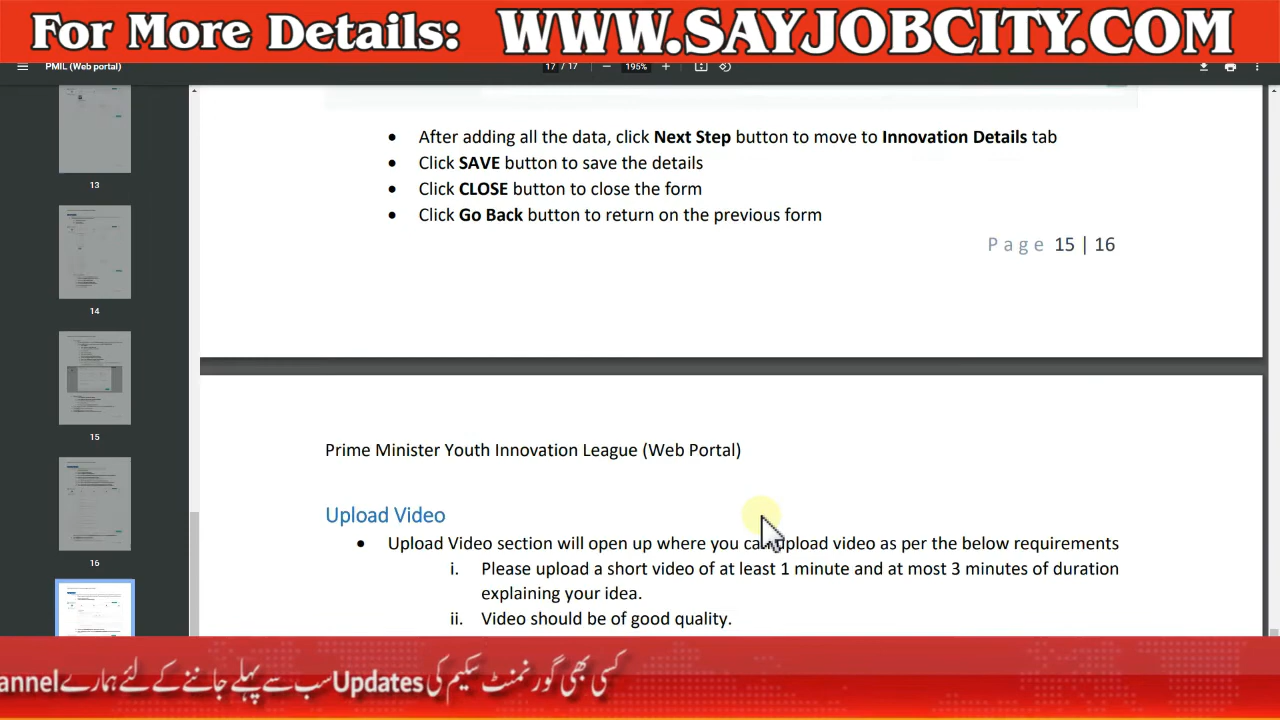 For More Details: WWW.SAYJOBCITY.COM
PMIL (Web portal)
17 / 17
195%
After adding all the data, click Next Step button to move to Innovation Details tab
Click SAVE button to save the details
Click CLOSE button to close the form
Click Go Back button to return on the previous form
Page 15 | 16
13
14
15
16
Prime Minister Youth Innovation League (Web Portal)
Upload Video
Upload Video section will open up where you can upload video as per the below requirements
i. Please upload a short video of at least 1 minute and at most 3 minutes of duration
explaining your idea.
ii. Video should be of good quality.
کسی بھی گورنمنٹ سکیم کی Updates سب سے پہلے جاننے کے لئے ہمارے annel